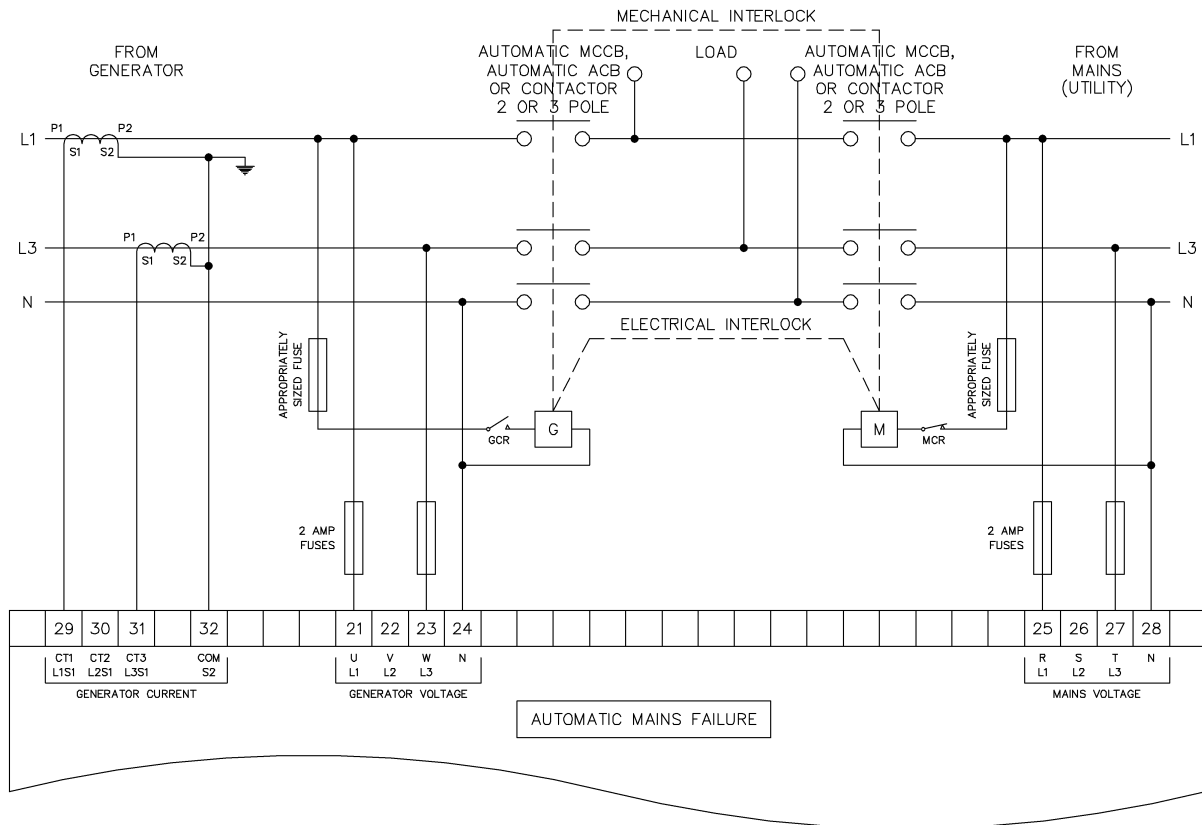 MECHANICAL INTERLOCK
FROM
GENERATOR
AUTOMATIC MCCB,
AUTOMATIC ACB
OR CONTACTOR
2 OR 3 POLE
LOAD
AUTOMATIC MCCB,
AUTOMATIC ACB
OR CONTACTOR
2 OR 3 POLE
FROM
MAINS
(UTILITY)
L1
P1
P2
S1
S2
L1
L3
P1
P2
S1
S2
L3
N
N
ELECTRICAL INTERLOCK
APPROPRIATELY
SIZED FUSE
APPROPRIATELY
SIZED FUSE
GCR
G
M
MCR
2 AMP
FUSES
2 AMP
FUSES
29 30 31 32 21 22 23 24 25 26 27 28
CT1 CT2 CT3 COM U V W N R S T N
L1S1 L2S1 L3S1 S2 L1 L2 L3 L1 L2 L3
GENERATOR CURRENT
GENERATOR VOLTAGE
MAINS VOLTAGE
AUTOMATIC MAINS FAILURE